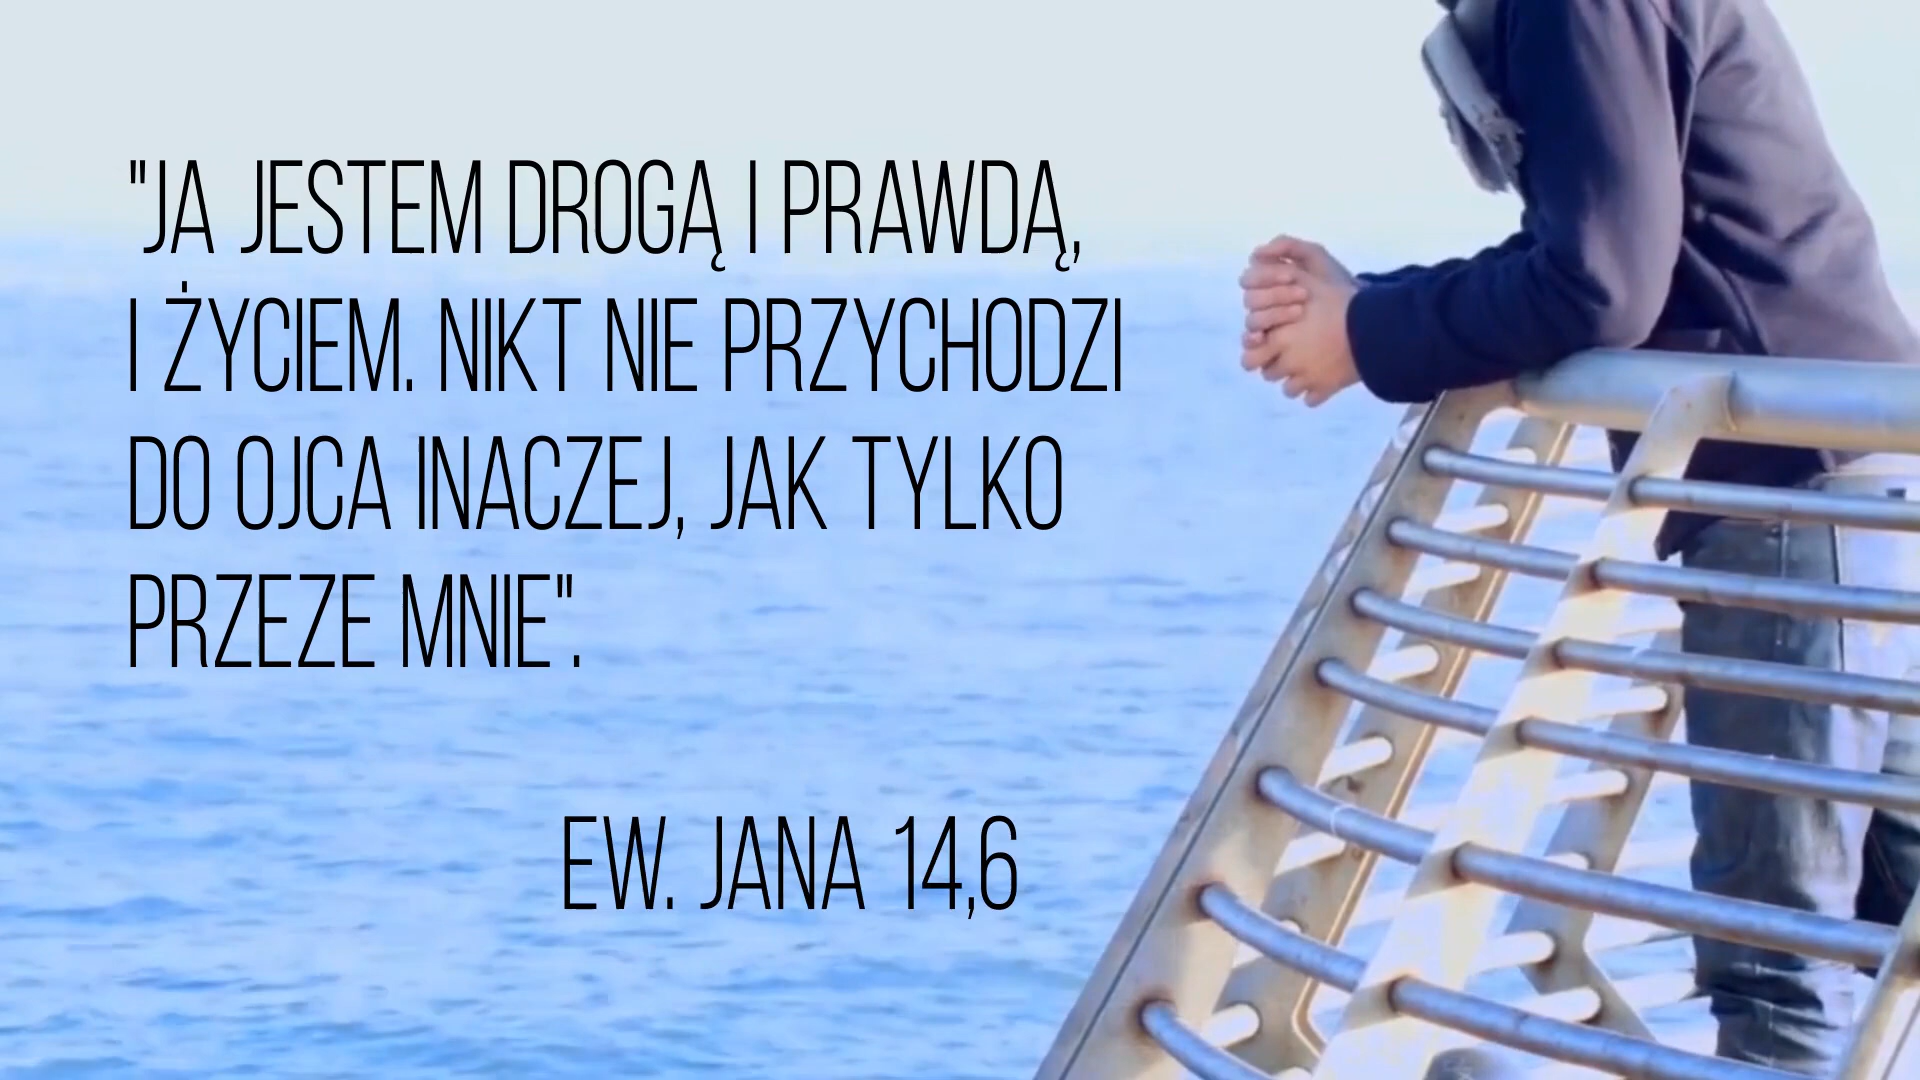 "JA JESTEM DROGĄ I PRAWDĄ,
I ŻYCIEM. NIKT NIE PRZYCHODZI
DO OJCA INACZEJ, JAK TYLKO
PRZEZE MNIE".
EW. JANA 14,6